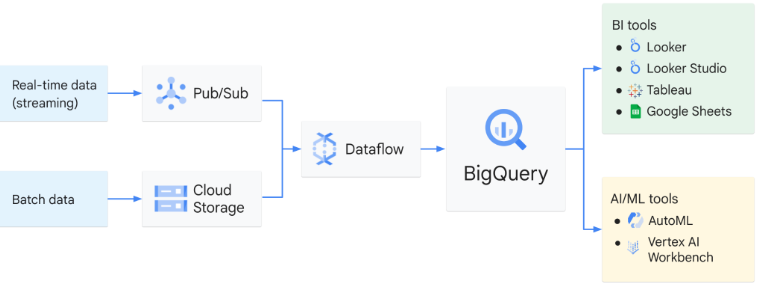 Real-time data
(streaming)
Pub/Sub
Batch data
Cloud
Storage
Dataflow
BigQuery
BI tools
• Looker
• Looker Studio
• Tableau
• Google Sheets
AI/ML tools
• AutoML
• Vertex AI
Workbench